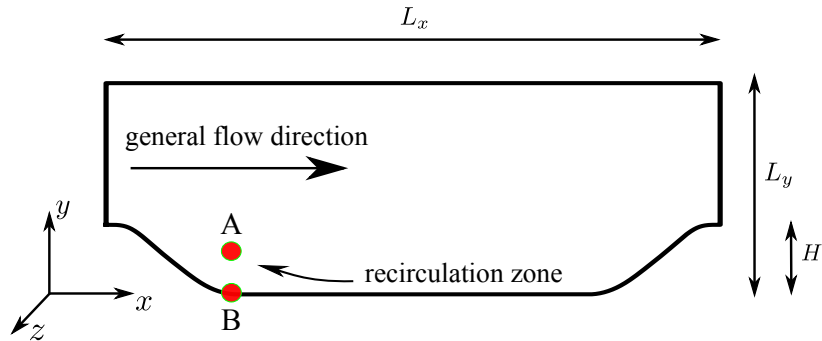 L_x
general flow direction
L_y
y
A
H
recirculation zone
x
B
z